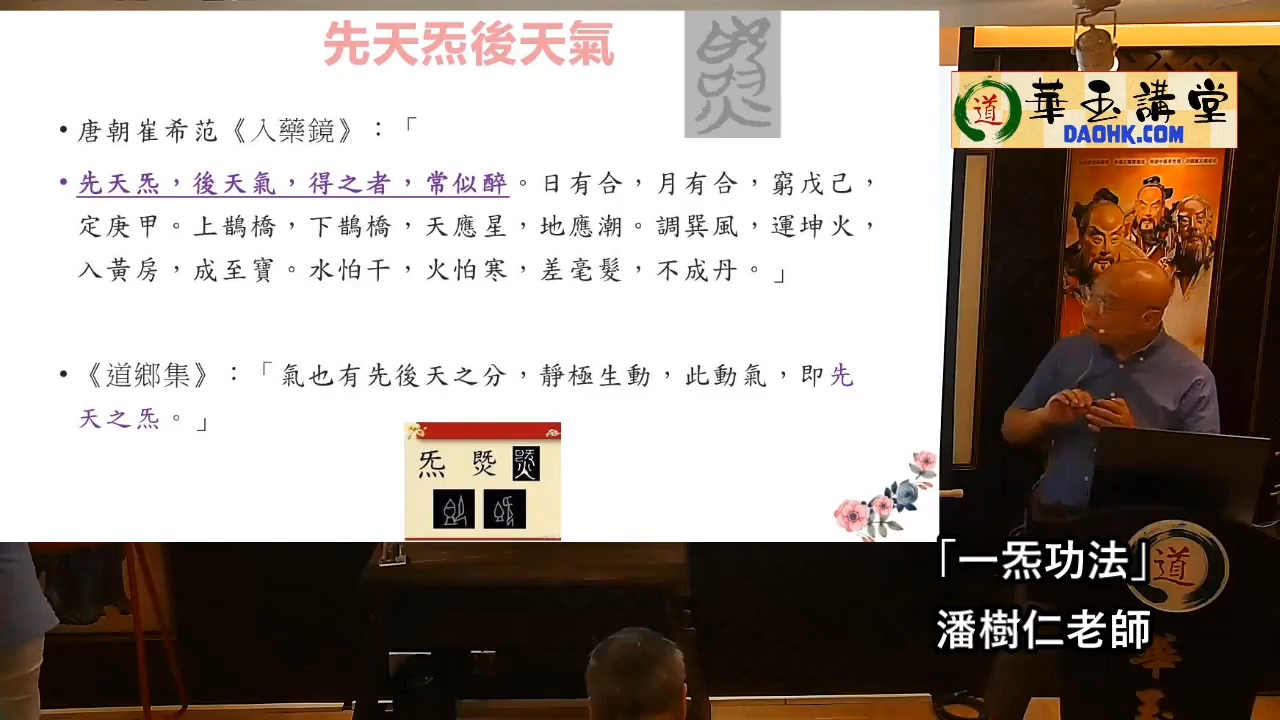 先天炁後天氣
• 唐朝崔希范《入藥鏡》：「
• 先天炁，後天氣，得之者，常似醉。日有合，月有合，窮戊己，
定庚甲。上鵲橋，下鵲橋，天應星，地應潮。調巽風，運坤火，
入黃房，成至寶。水怕干，火怕寒，差毫髮，不成丹。」
• 《道鄉集》：「氣也有先後天之分，靜極生動，此動氣，即先
天之炁。」
炁
道
華玉講堂
DAOHK.COM
「一炁功法」
潘樹仁老師
道
華
玉